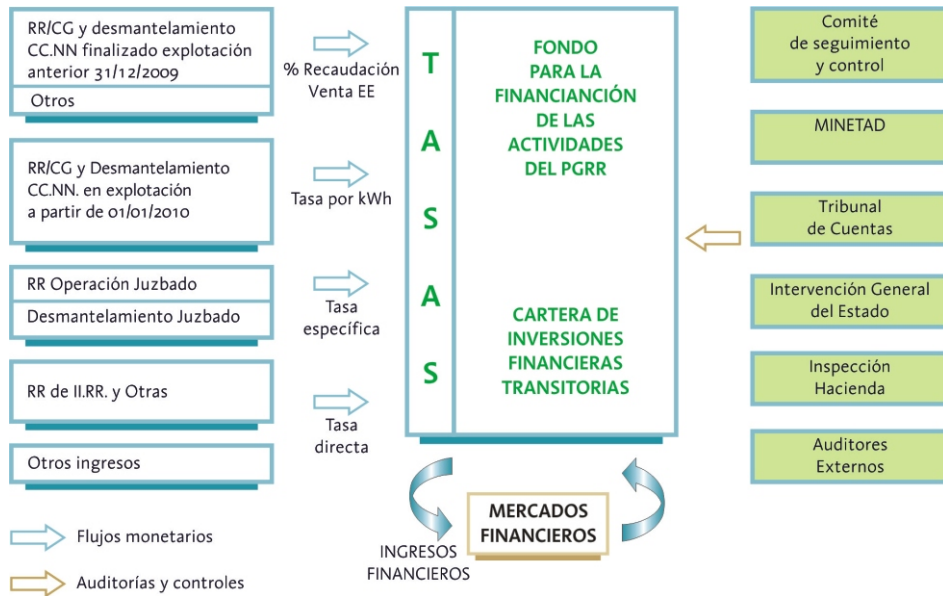 RR/CG y desmantelamiento
CC.NN finalizado explotación
anterior 31/12/2009
Otros
% Recaudación
Venta EE
RR/CG y Desmantelamiento
CC.NN. en explotación
a partir de 01/01/2010
Tasa por kWh
RR Operación Juzbado
Desmantelamiento Juzbado
Tasa
específica
RR de II.RR. y Otras
Tasa
directa
Otros ingresos
T
A
S
A
S
FONDO
PARA LA
FINANCIANCIÓN
DE LAS
ACTIVIDADES
DEL PGRR
CARTERA DE
INVERSIONES
FINANCIERAS
TRANSITORIAS
Comité
de seguimiento
y control
MINETAD
Tribunal
de Cuentas
Intervención General
del Estado
Inspección
Hacienda
Auditores
Externos
MERCADOS
FINANCIEROS
INGRESOS
FINANCIEROS
Flujos monetarios
Auditorías y controles